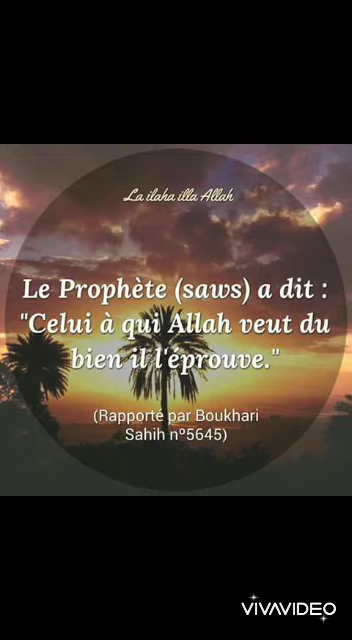 La ilaha illa Allah
Le Prophète (saws) a dit :
"Celui à qui Allah veut du
bien il l'éprouve."
(Rapporté par Boukhari
Sahih nº5645)
VIVAVIDEO